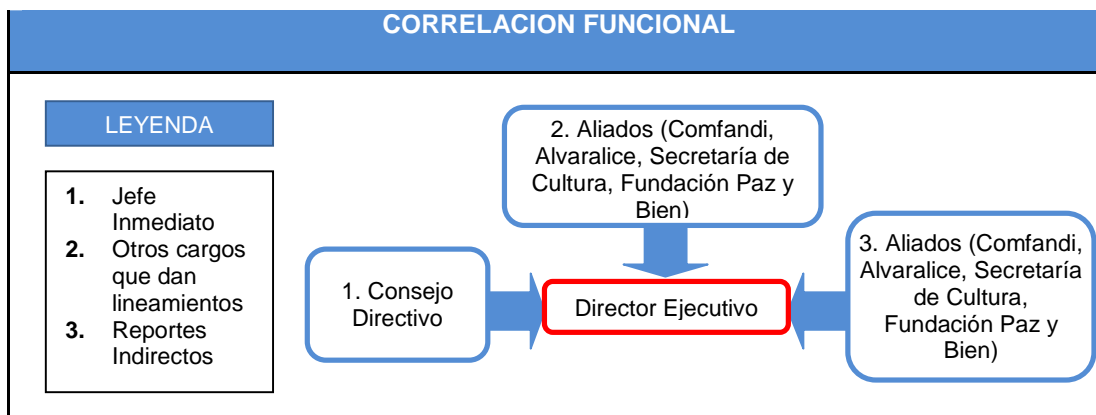 CORRELACION FUNCIONAL
LEYENDA
1. Jefe
Inmediato
2. Otros cargos
que dan
lineamientos
3. Reportes
Indirectos
2. Aliados (Comfandi,
Alvaralice, Secretaría de
Cultura, Fundación Paz y
Bien)
1. Consejo
Directivo
Director Ejecutivo
3. Aliados (Comfandi,
Alvaralice, Secretaría
de Cultura,
Fundación Paz y
Bien)